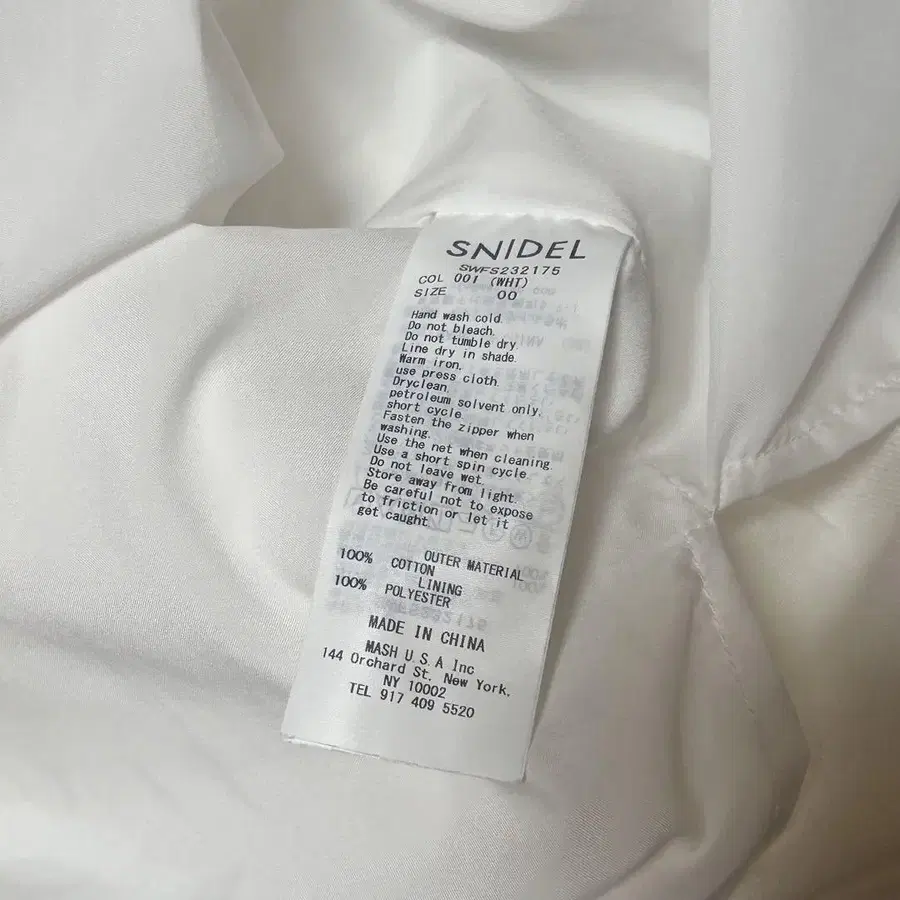 SNIDEL
SWFS232175
COL 001 (WHT)
SIZE 00
Hand wash cold.
Do not bleach.
Do not tumble dry.
Line dry in shade.
Warm iron,
use press cloth.
Dryclean,
petroleum solvent only,
short cycle.
Fasten the zipper when
washing.
Use the net when cleaning.
Use a short spin cycle.
Do not leave wet.
Store away from light.
Be careful not to expose
to friction or let it
get caught.
OUTER MATERIAL
100% COTTON
LINING
100% POLYESTER
MADE IN CHINA
MASH U.S.A Inc
144 Orchard St. New York,
NY 10002
TEL 917 409 5520